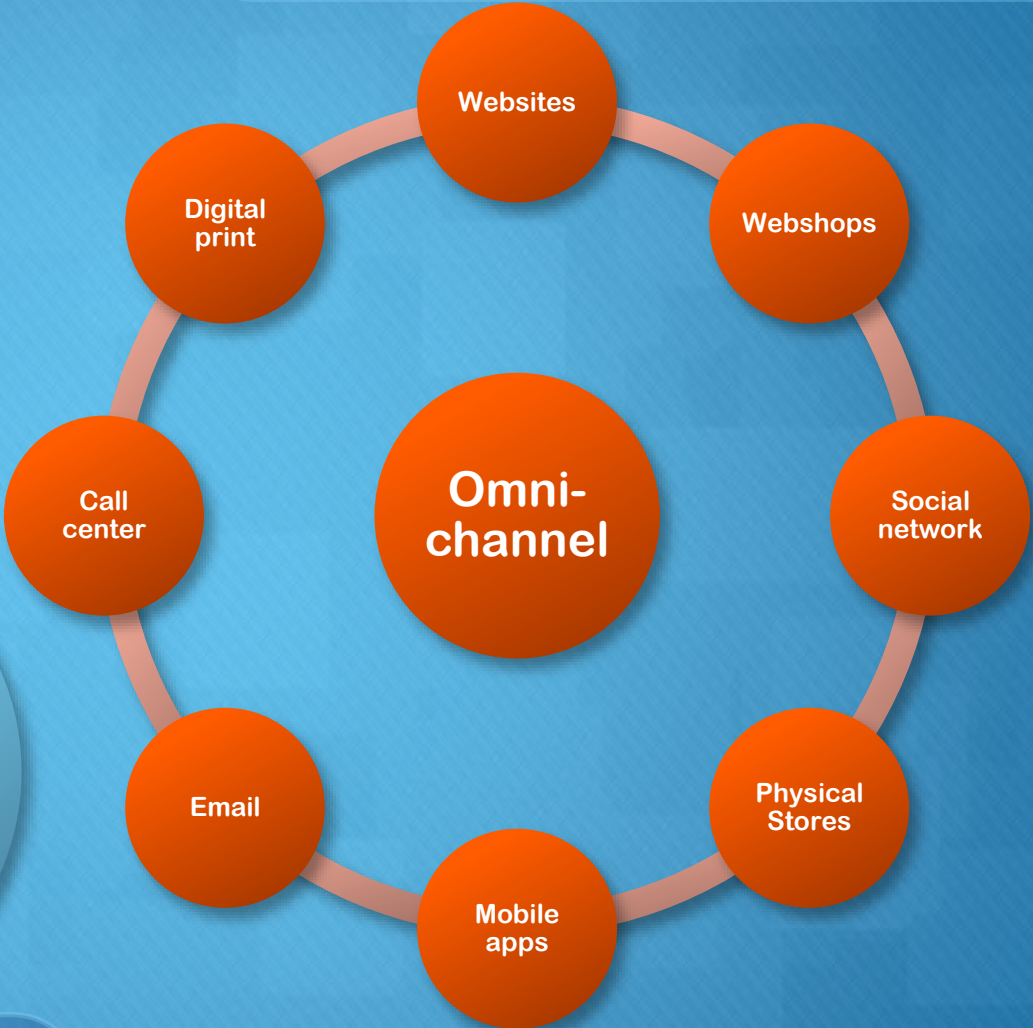 Websites
Digital
print
Webshops
Call
center
Omni-
channel
Social
network
Email
Physical
Stores
Mobile
apps